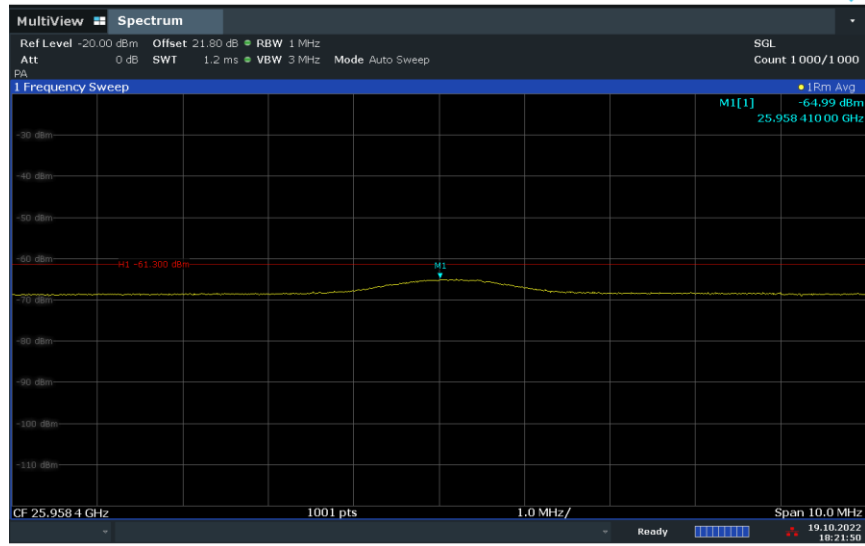 MultiView Spectrum
Ref Level -20.00 dBm Offset 21.80 dB RBW 1 MHz SGL
Att 0 dB SWT 1.2 ms VBW 3 MHz Mode Auto Sweep Count 1000/1000
PA
1 Frequency Sweep 1Rm Avg
M1[1] -64.99 dBm
25.958 410 00 GHz
-30 dBm
-40 dBm
-50 dBm
-60 dBm
H1 -61.300 dBm
M1
-70 dBm
-80 dBm
-90 dBm
-100 dBm
-110 dBm
CF 25.958 4 GHz 1001 pts 1.0 MHz/ Span 10.0 MHz
Ready 19.10.2022
18:21:50